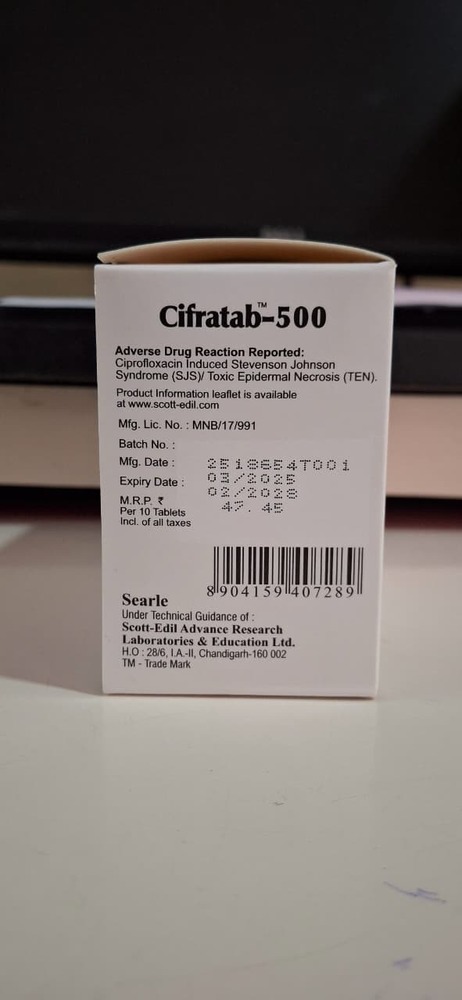 Cifratab™-500
Adverse Drug Reaction Reported:
Ciprofloxacin Induced Stevenson Johnson
Syndrome (SJS)/ Toxic Epidermal Necrosis (TEN).
Product Information leaflet is available
at www.scott-edil.com
Mfg. Lic. No. : MNB/17/991
Batch No. :
Mfg. Date : 2518654T001
Expiry Date : 03/2025
02/2028
M.R.P. ₹ 47.45
Per 10 Tablets
Incl. of all taxes
8904159407289
Searle
Under Technical Guidance of :
Scott-Edil Advance Research
Laboratories & Education Ltd.
H.O : 28/6, I.A.-II, Chandigarh-160 002
TM - Trade Mark